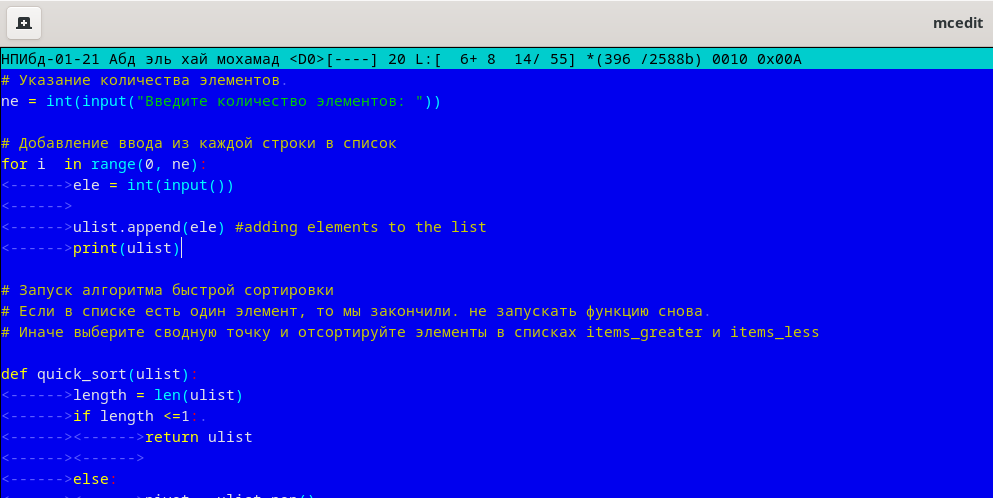 mcedit
НПИбд-01-21 Абд эль хай мохамад <D0>[----] 20 L:[  6+ 8  14/ 55] *(396 /2588b) 0010 0x00A
# Указание количества элементов.
ne = int(input("Введите количество элементов: "))
# Добавление ввода из каждой строки в список
for i  in range(0, ne):
<------>ele = int(input())
<------>
<------>ulist.append(ele) #adding elements to the list
<------>print(ulist)
# Запуск алгоритма быстрой сортировки
# Если в списке есть один элемент, то мы закончили. не запускать функцию снова.
# Иначе выберите сводную точку и отсортируйте элементы в списках items_greater и items_less
def quick_sort(ulist):
<------>length = len(ulist)
<------>if length <=1:.
<------><------>return ulist
<------><------>
<------>else: